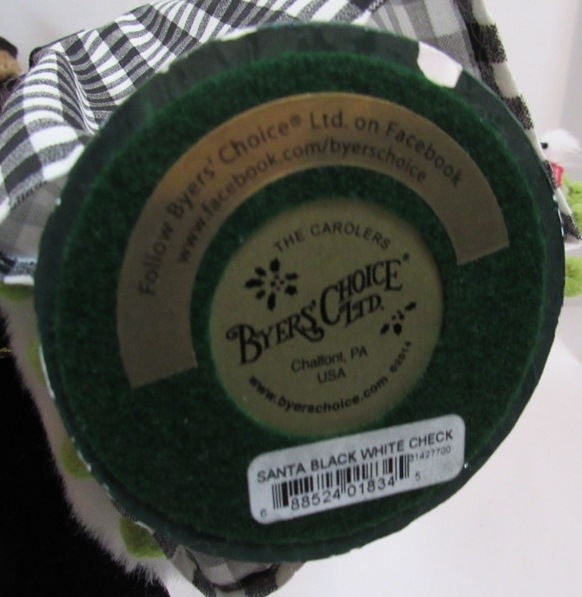 Follow Byers' Choice® Ltd. on Facebook
www.facebook.com/byerschoice
THE CAROLERS®
BYERS' CHOICE
LTD.
Chalfont, PA
USA
www.byerschoice.com ©2014
SANTA BLACK WHITE CHECK
31427700
6 88524 01834 5